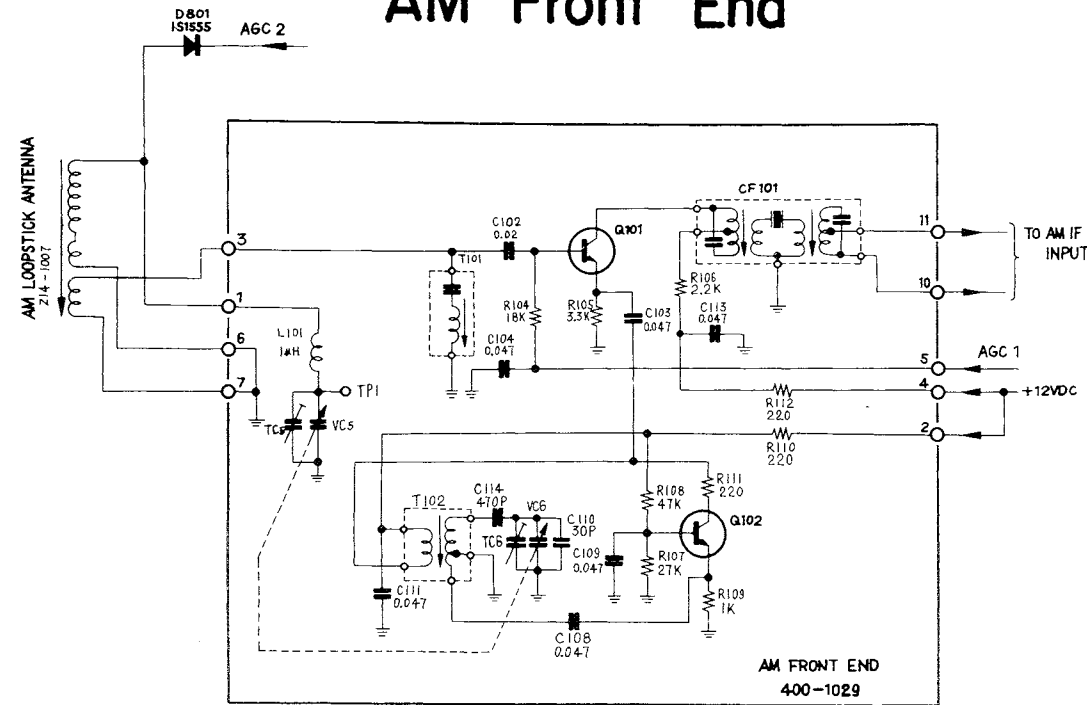 AM Front End
D801
1S1555
AGC 2
AM LOOPSTICK ANTENNA
214-1007
3
1
6
7
L101
1µH
TP1
VC5
T101
C102
0.02
R104
18K
C104
0.047
Q101
R105
3.3K
C103
0.047
CF101
R106
2.2K
C113
0.047
11
10
TO AM IF
INPUT
5
AGC 1
4
+12VDC
2
R112
220
R110
220
R111
220
T102
C114
470P
VC6
TC6
C110
30P
C109
0.047
R108
47K
R107
27K
Q102
R109
1K
C111
0.047
C108
0.047
AM FRONT END
400-1029